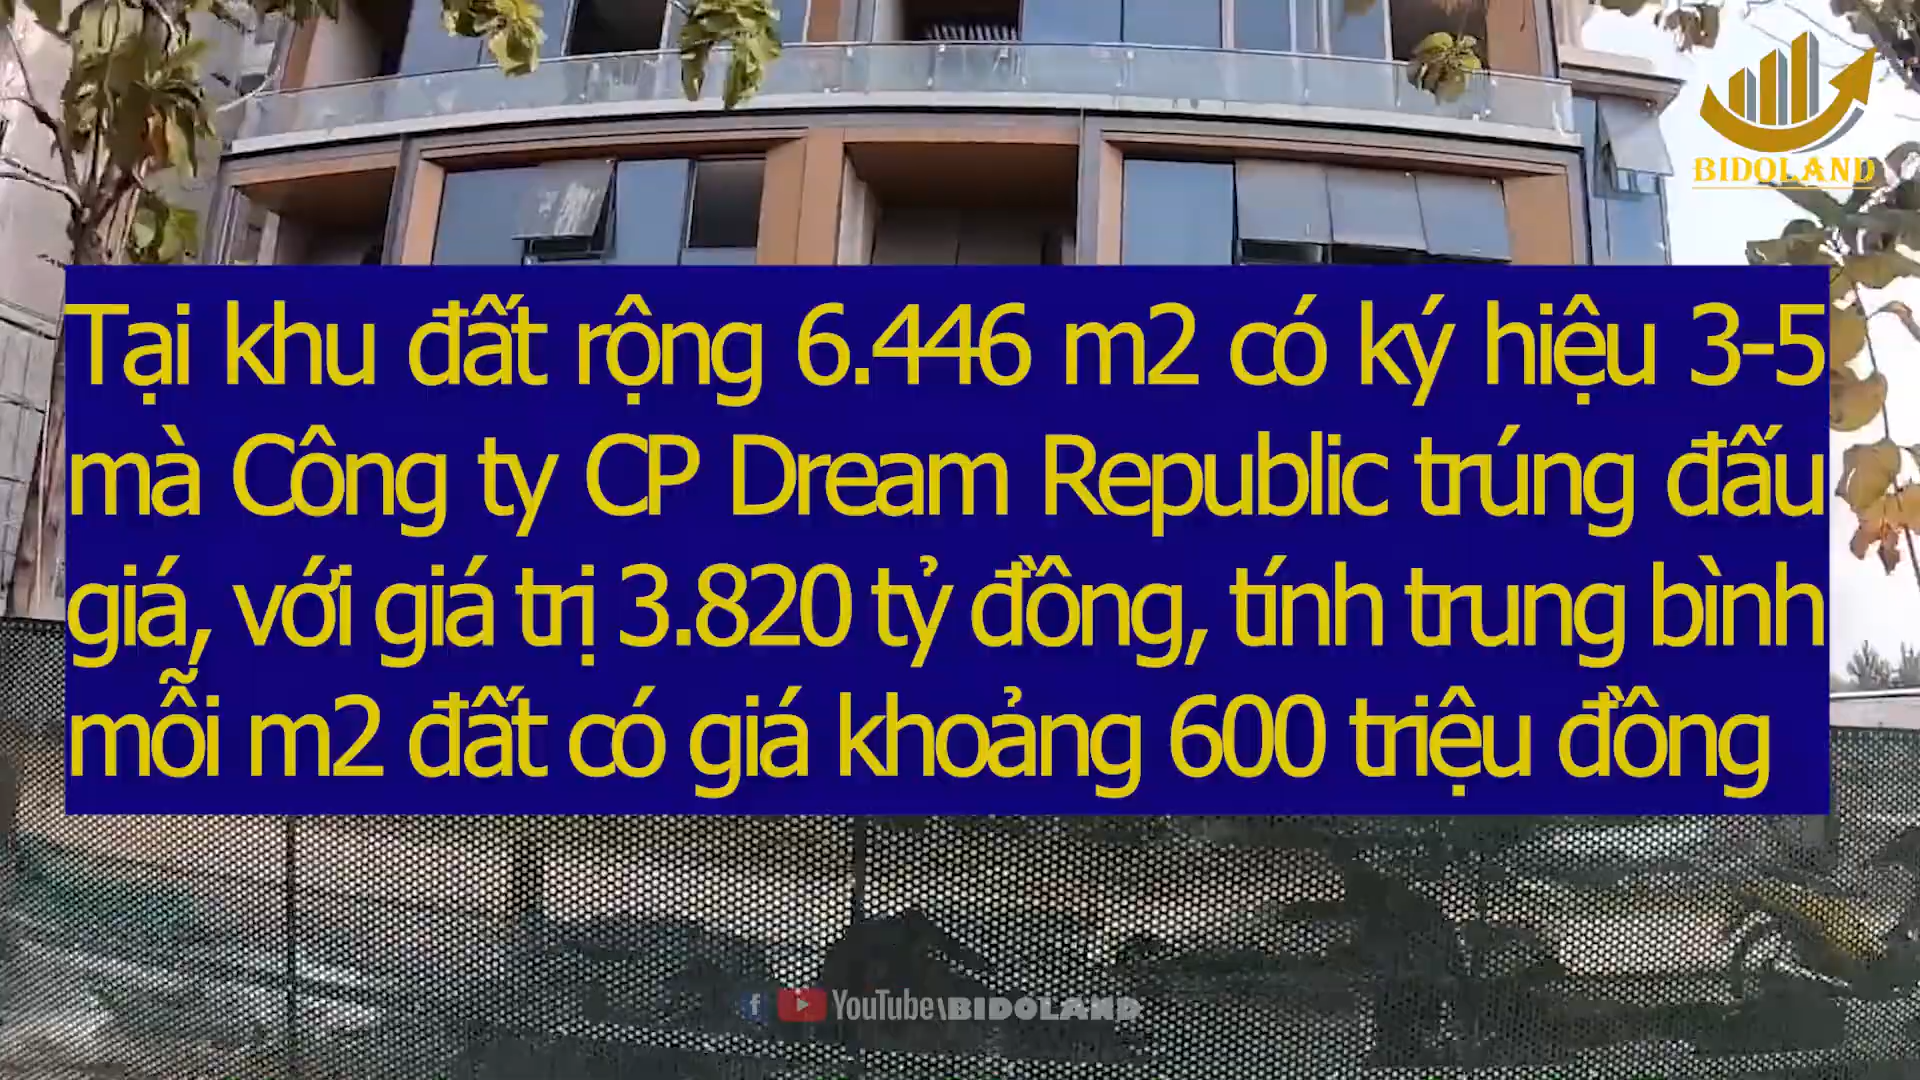 BIDOLAND
Tại khu đất rộng 6.446 m2 có ký hiệu 3-5
mà Công ty CP Dream Republic trúng đấu
giá, với giá trị 3.820 tỷ đồng, tính trung bình
mỗi m2 đất có giá khoảng 600 triệu đồng
f YouTube\BIDOLAND